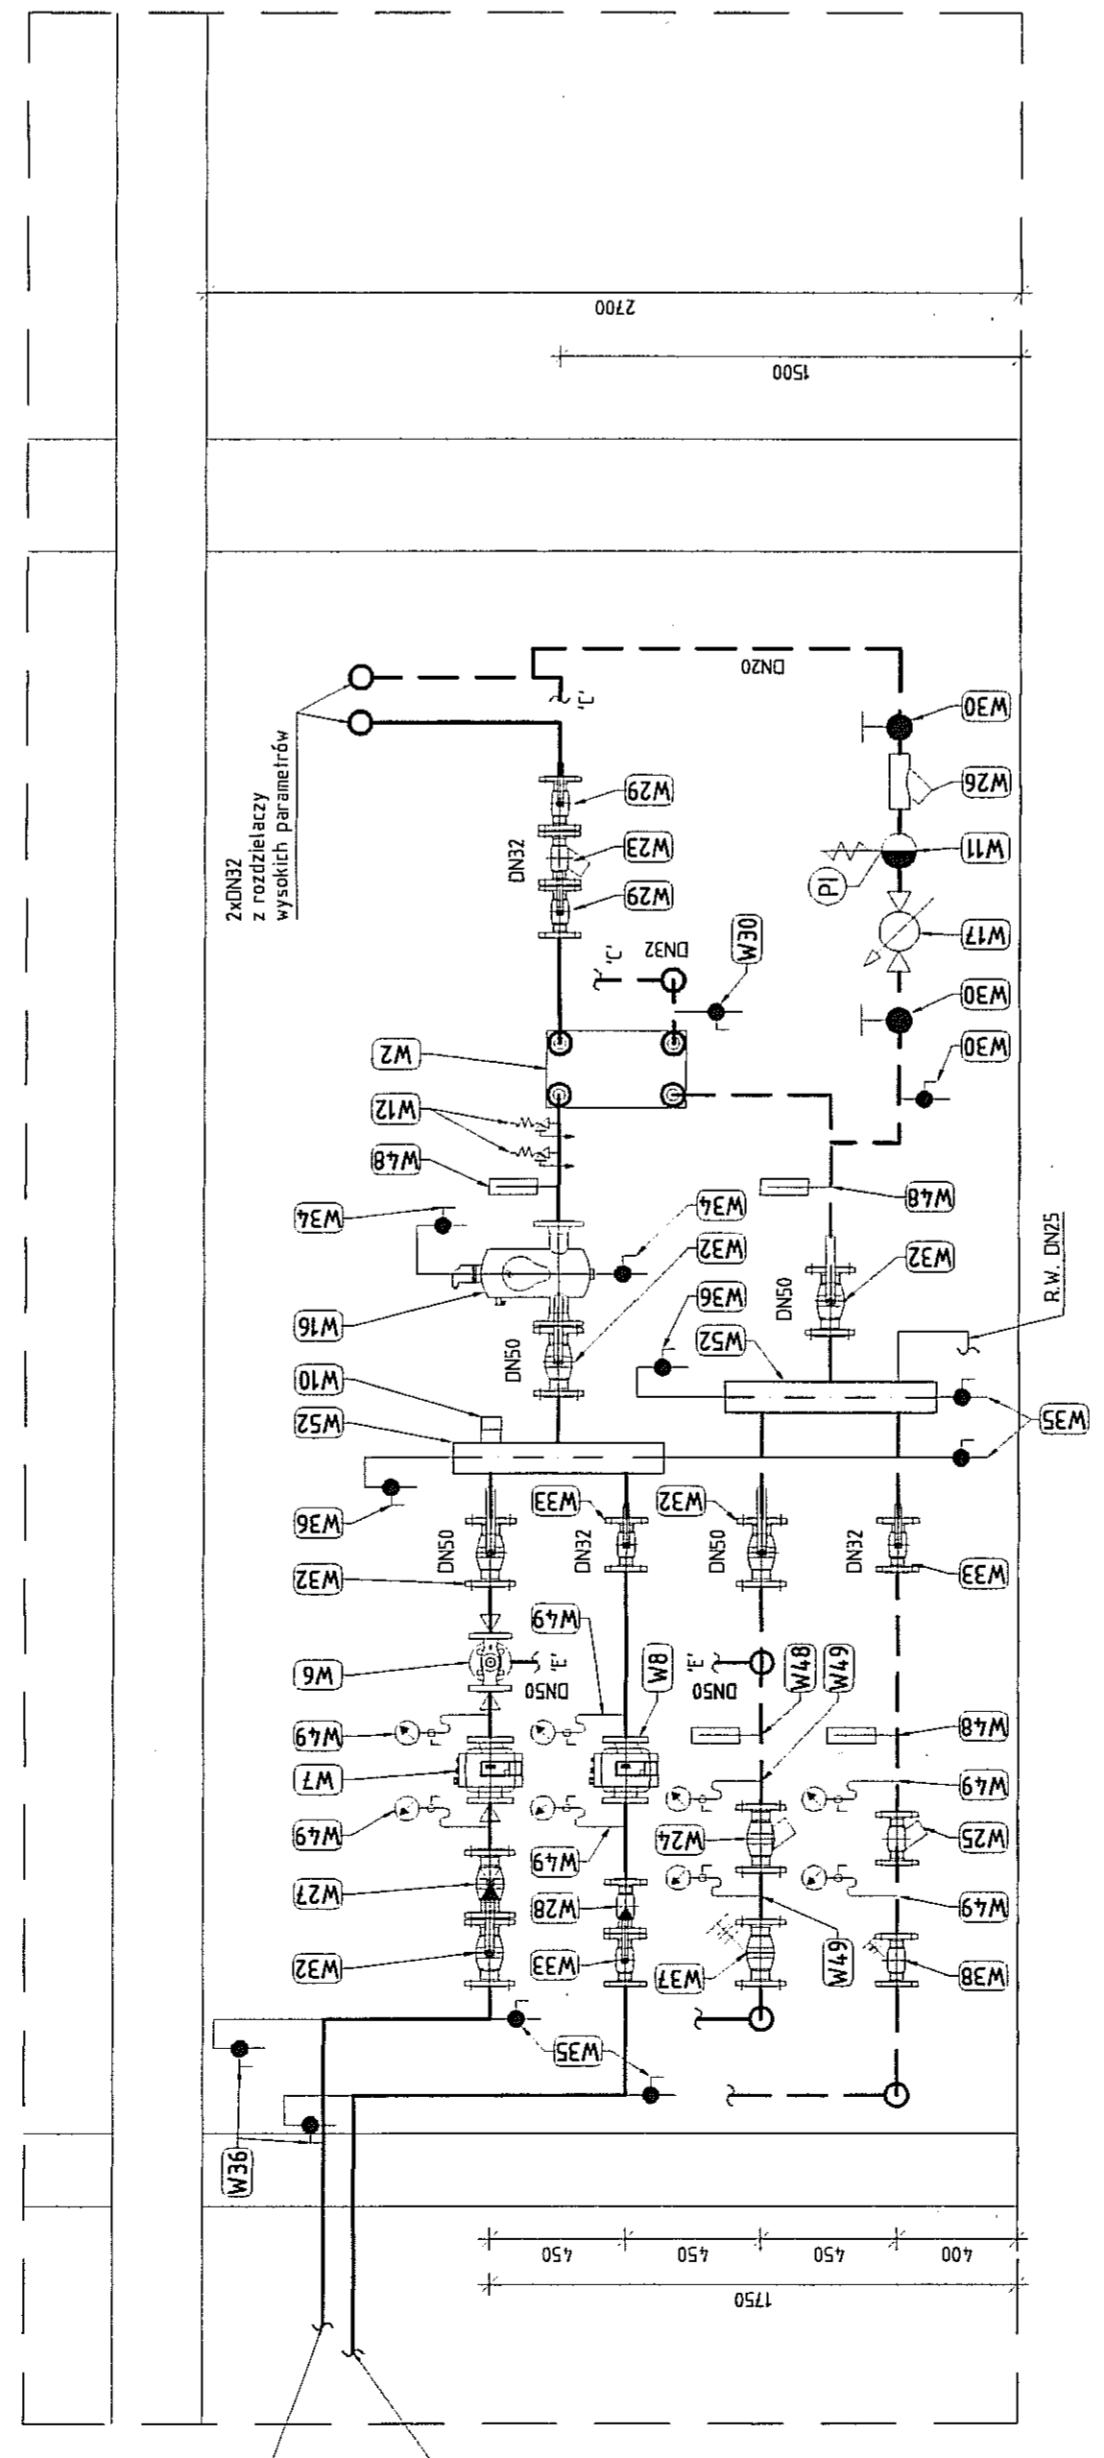 2700
1500
2xDN32
z rozdzielaczy
wysokich parametrów
DN20
'C'
W30
W29
W26
DN32
W23
W11
PI
W29
W17
W30
'C'
DN32
W30
W2
W30
W12
W48
W48
W34
W34
R.W. DN25
W32
W32
W36
DN50
W16
DN50
W52
W10
W52
W35
W36
W33
W32
DN50
DN32
DN50
DN32
W32
W33
W49
W6
'E'
W8
'E'
W48
W49
DN50
DN50
W49
W48
W7
W49
W49
W24
W25
W49
W27
W28
W49
W32
W33
W37
W49
W38
W35
W36
450
450
450
400
1750